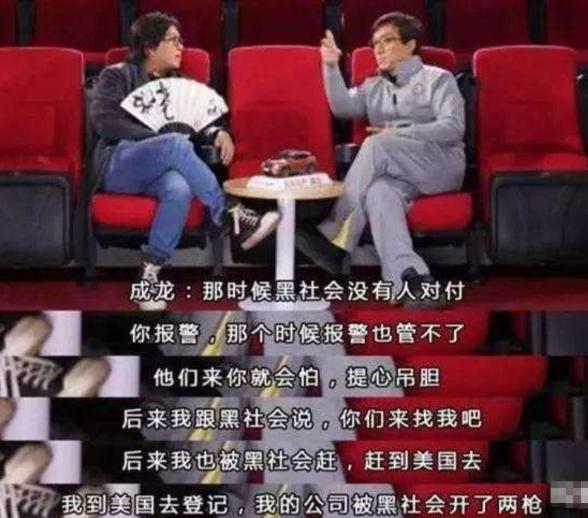 成龙：那时候黑社会没有人对付
你报警，那个时候报警也管不了
他们来你就会怕，提心吊胆
后来我跟黑社会说，你们来找我吧
后来我也被黑社会赶，赶到美国去
我到美国去登记，我的公司被黑社会开了两枪